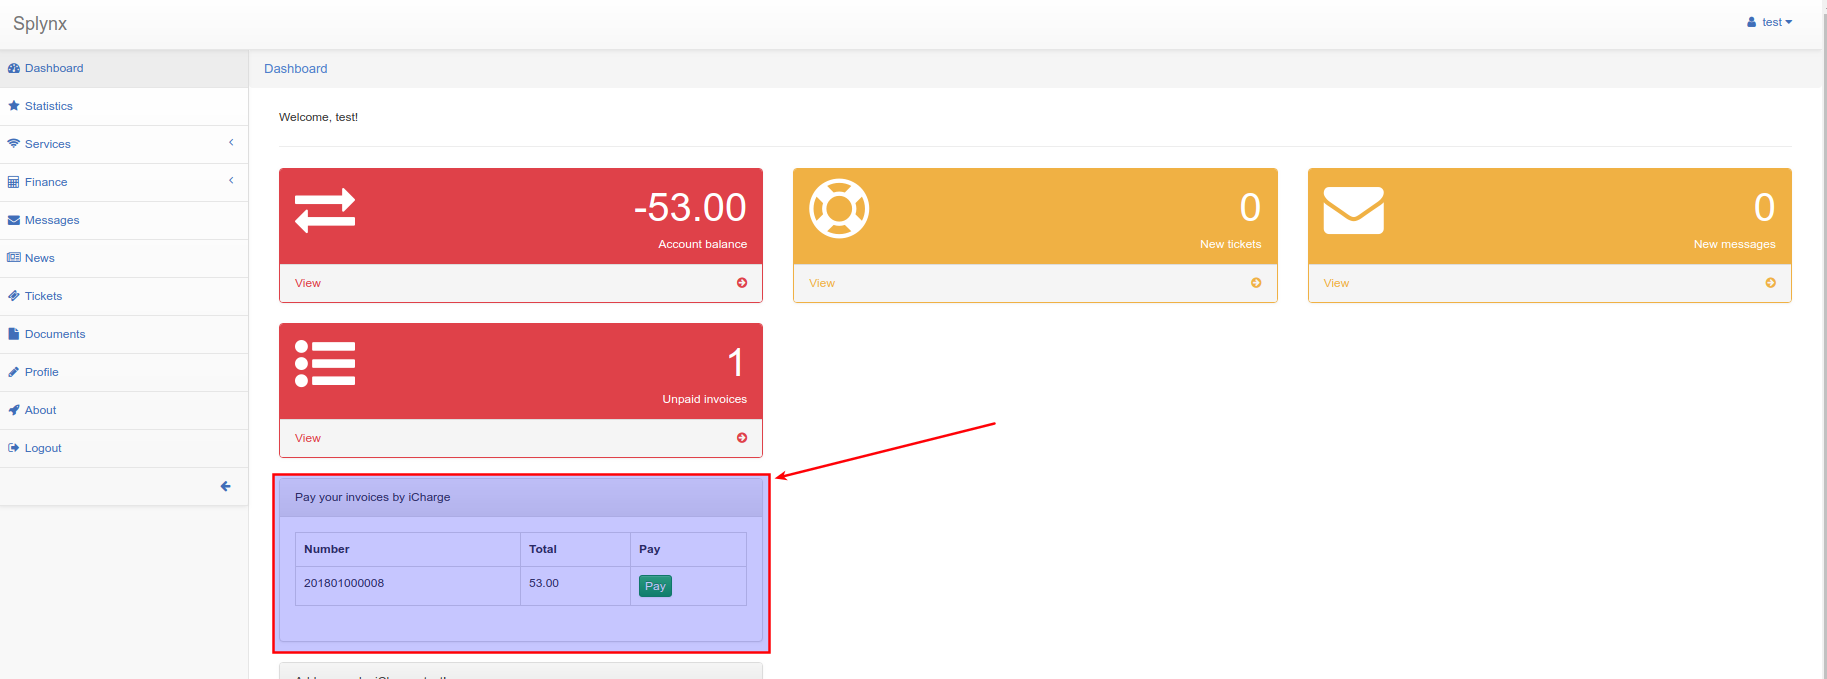 Splynx
test
Dashboard
Statistics
Services
Finance
Messages
News
Tickets
Documents
Profile
About
Logout
Dashboard
Welcome, test!
-53.00
Account balance
View
0
New tickets
View
0
New messages
View
1
Unpaid invoices
View
Pay your invoices by iCharge
Number Total Pay
201801000008 53.00 Pay